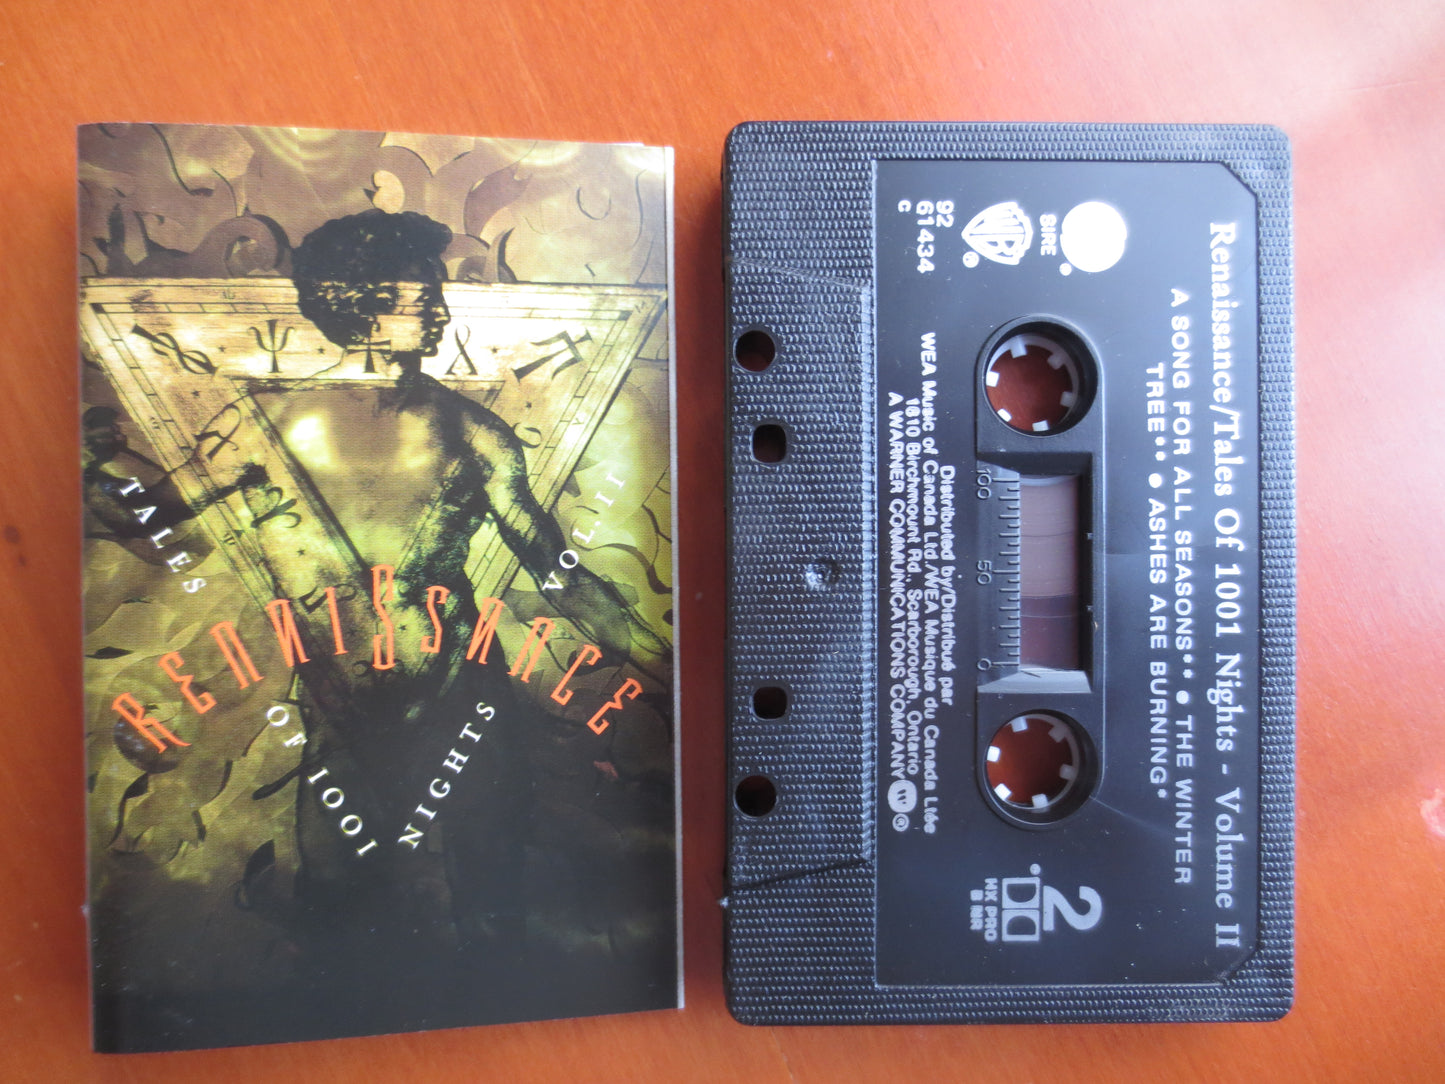 TALES
OF 1001
NIGHTS
VOL. II
RENAISSANCE
Renaissance/Tales Of 1001 Nights - Volume II
A SONG FOR ALL SEASONS** ● THE WINTER
TREE** ● ASHES ARE BURNING*
SIRE
®
WB
®
92
61434
C
100
50
0
2
®
MX PRO
B NR
Distributed by/Distribué par
WEA Music of Canada Ltd./WEA Musique du Canada Ltée
1810 Birchmount Rd., Scarborough, Ontario
A WARNER COMMUNICATIONS COMPANY
®